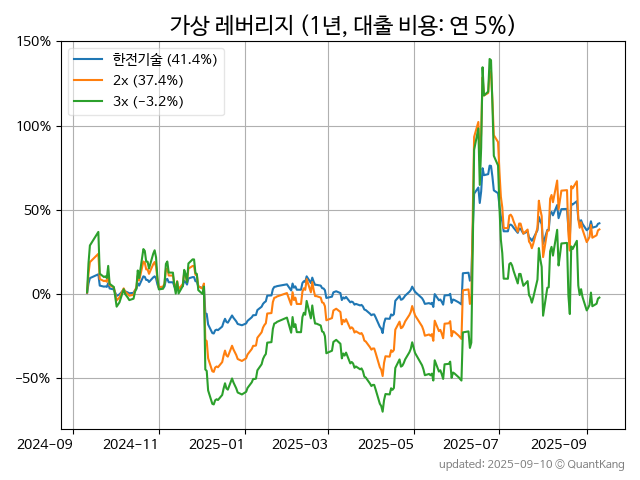 가상 레버리지 (1년, 대출 비용: 연 5%)
한전기술 (41.4%)
2x (37.4%)
3x (−3.2%)
150%
100%
50%
0%
−50%
2024-09 2024-11 2025-01 2025-03 2025-05 2025-07 2025-09
updated: 2025-09-10 © QuantKang